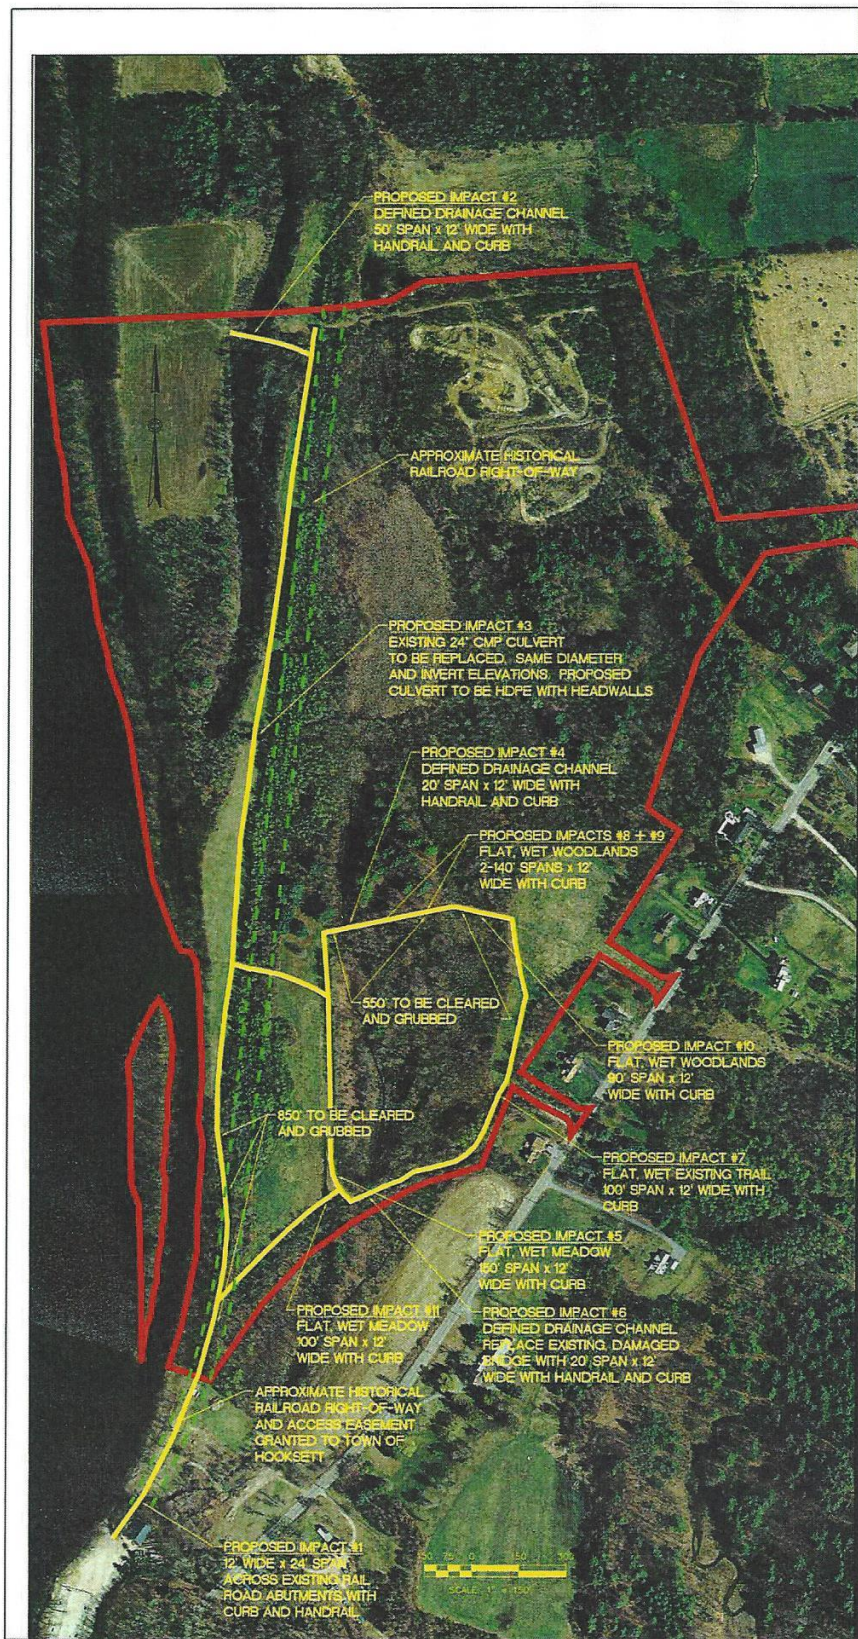 PROPOSED IMPACT #2
DEFINED DRAINAGE CHANNEL
50' SPAN x 12' WIDE WITH
HANDRAIL AND CURB
APPROXIMATE HISTORICAL
RAILROAD RIGHT-OF-WAY
PROPOSED IMPACT #3
EXISTING 24" CMP CULVERT
TO BE REPLACED. SAME DIAMETER
AND INVERT ELEVATIONS. PROPOSED
CULVERT TO BE HDPE WITH HEADWALLS
PROPOSED IMPACT #4
DEFINED DRAINAGE CHANNEL
20' SPAN x 12' WIDE WITH
HANDRAIL AND CURB
PROPOSED IMPACTS #8 + #9
FLAT, WET WOODLANDS
2-140' SPANS x 12'
WIDE WITH CURB
550' TO BE CLEARED
AND GRUBBED
PROPOSED IMPACT #10
FLAT, WET WOODLANDS
90' SPAN x 12'
WIDE WITH CURB
850' TO BE CLEARED
AND GRUBBED
PROPOSED IMPACT #7
FLAT, WET EXISTING TRAIL
100' SPAN x 12' WIDE WITH
CURB
PROPOSED IMPACT #5
FLAT, WET MEADOW
150' SPAN x 12'
WIDE WITH CURB
PROPOSED IMPACT #11
FLAT, WET MEADOW
100' SPAN x 12'
WIDE WITH CURB
PROPOSED IMPACT #6
DEFINED DRAINAGE CHANNEL
REPLACE EXISTING, DAMAGED
BRIDGE WITH 20' SPAN x 12'
WIDE WITH HANDRAIL AND CURB
APPROXIMATE HISTORICAL
RAILROAD RIGHT-OF-WAY
AND ACCESS EASEMENT
GRANTED TO TOWN OF
HOOKSETT
PROPOSED IMPACT #1
12' WIDE x 24' SPAN
ACROSS EXISTING RAIL
ROAD ABUTMENTS WITH
CURB AND HANDRAIL
SCALE: 1" = 150'